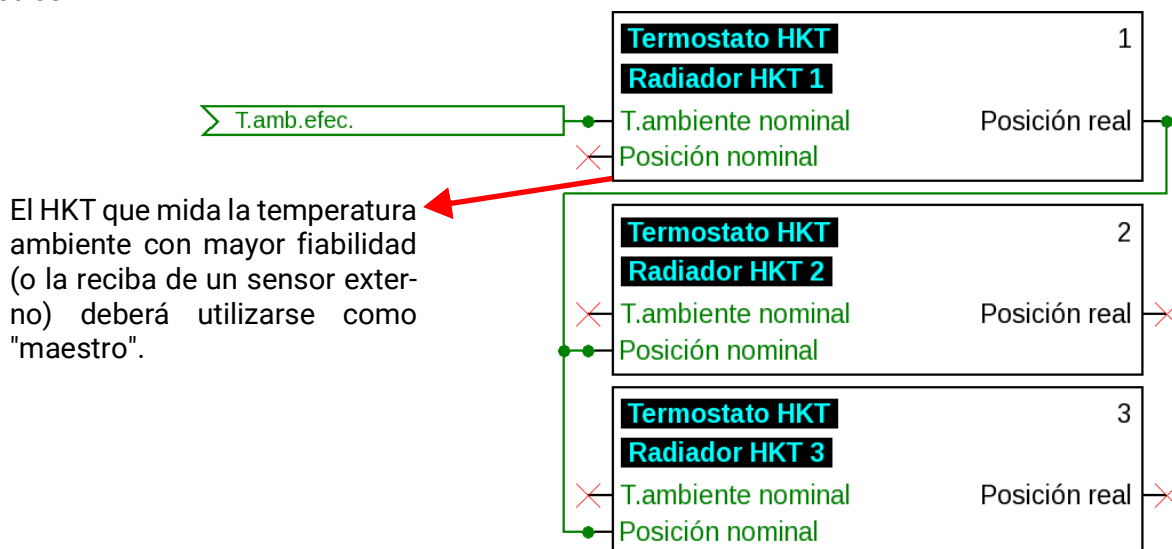 Termostato HKT 1
Radiador HKT 1
T.amb.efec.
T.ambiente nominal Posición real
Posición nominal
El HKT que mida la temperatura
ambiente con mayor fiabilidad
(o la reciba de un sensor exter-
no) deberá utilizarse como
"maestro".
Termostato HKT 2
Radiador HKT 2
T.ambiente nominal Posición real
Posición nominal
Termostato HKT 3
Radiador HKT 3
T.ambiente nominal Posición real
Posición nominal